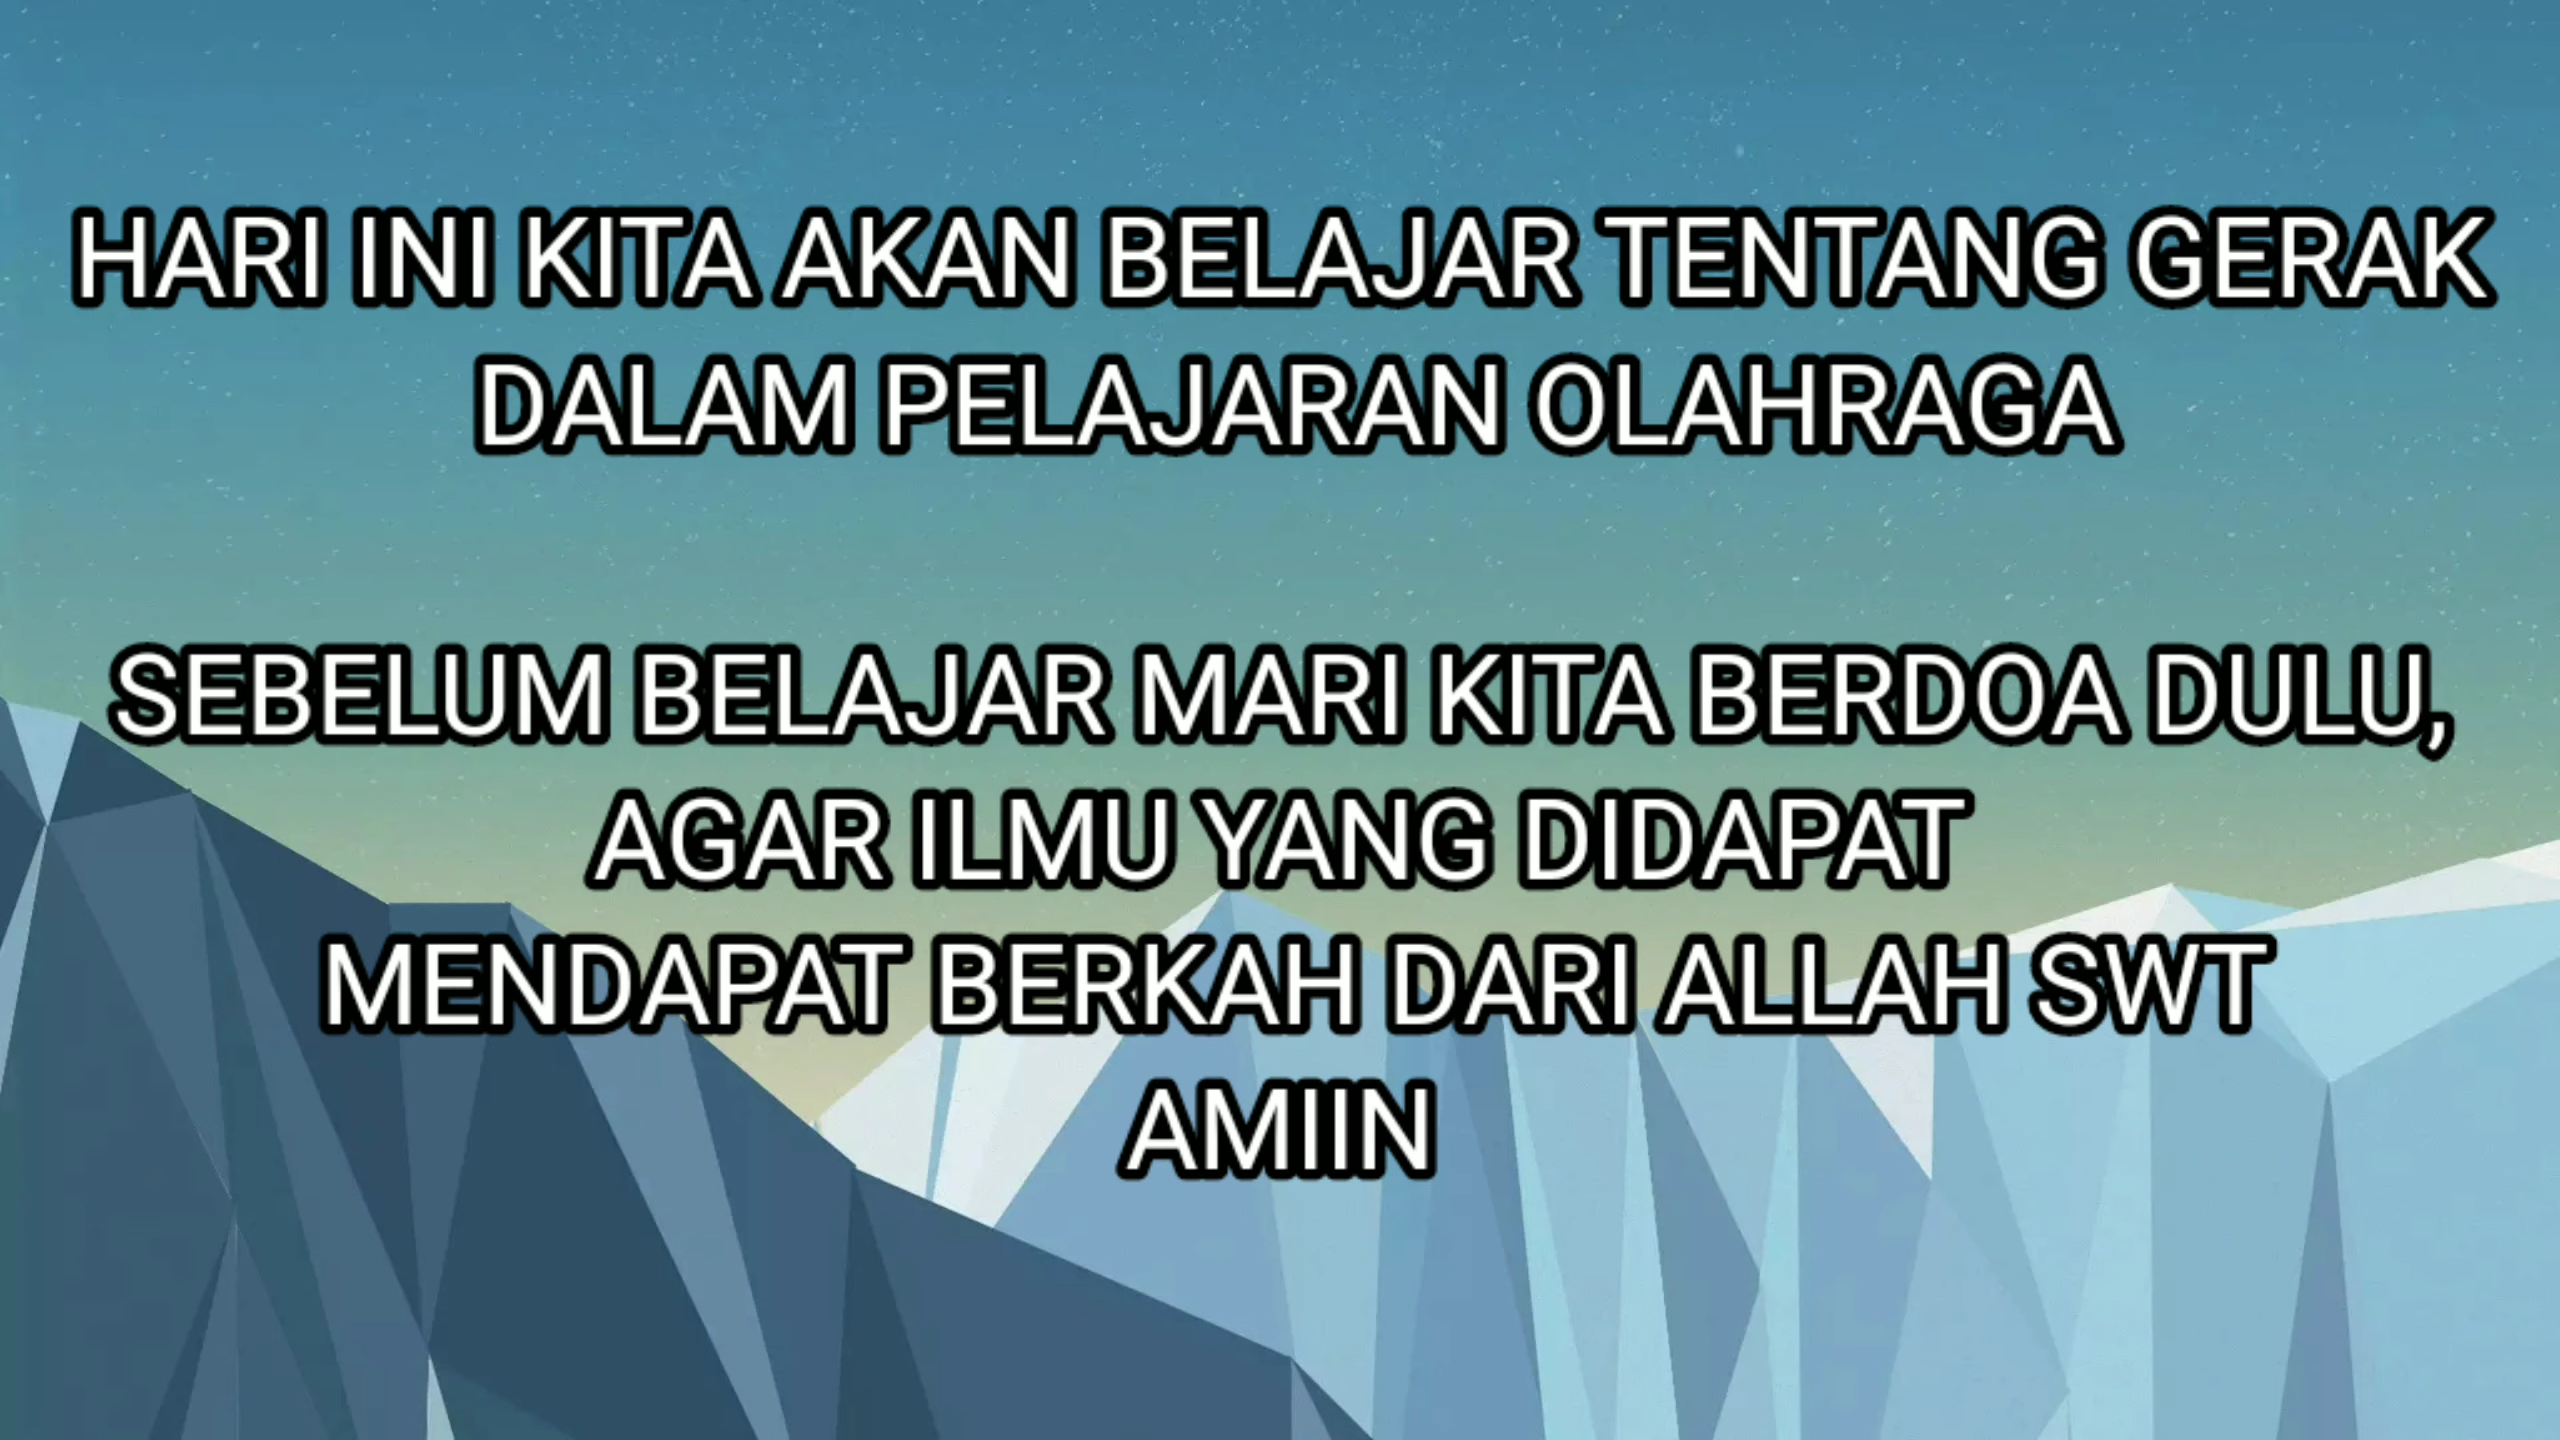 HARI INI KITA AKAN BELAJAR TENTANG GERAK
DALAM PELAJARAN OLAHRAGA
SEBELUM BELAJAR MARI KITA BERDOA DULU,
AGAR ILMU YANG DIDAPAT
MENDAPAT BERKAH DARI ALLAH SWT
AMIIN